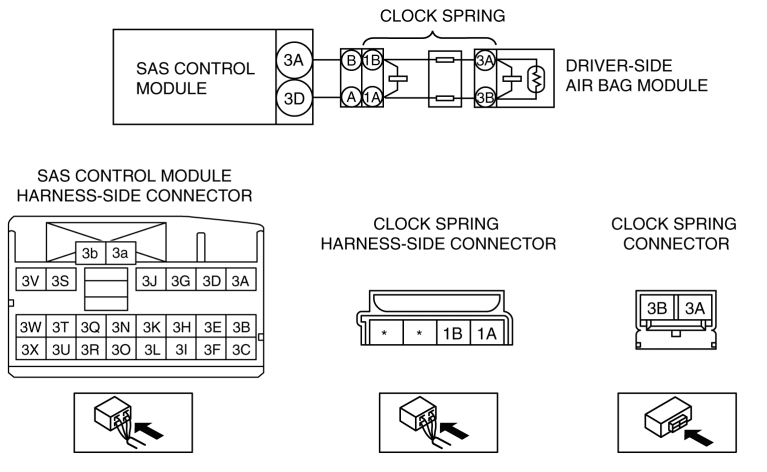 CLOCK SPRING
SAS CONTROL
MODULE
3A
3D
B
1B
A
1A
3A
3B
DRIVER-SIDE
AIR BAG MODULE
SAS CONTROL MODULE
HARNESS-SIDE CONNECTOR
3b 3a
3V 3S 3J 3G 3D 3A
3W 3T 3Q 3N 3K 3H 3E 3B
3X 3U 3R 3O 3L 3I 3F 3C
CLOCK SPRING
HARNESS-SIDE CONNECTOR
* * 1B 1A
CLOCK SPRING
CONNECTOR
3B 3A